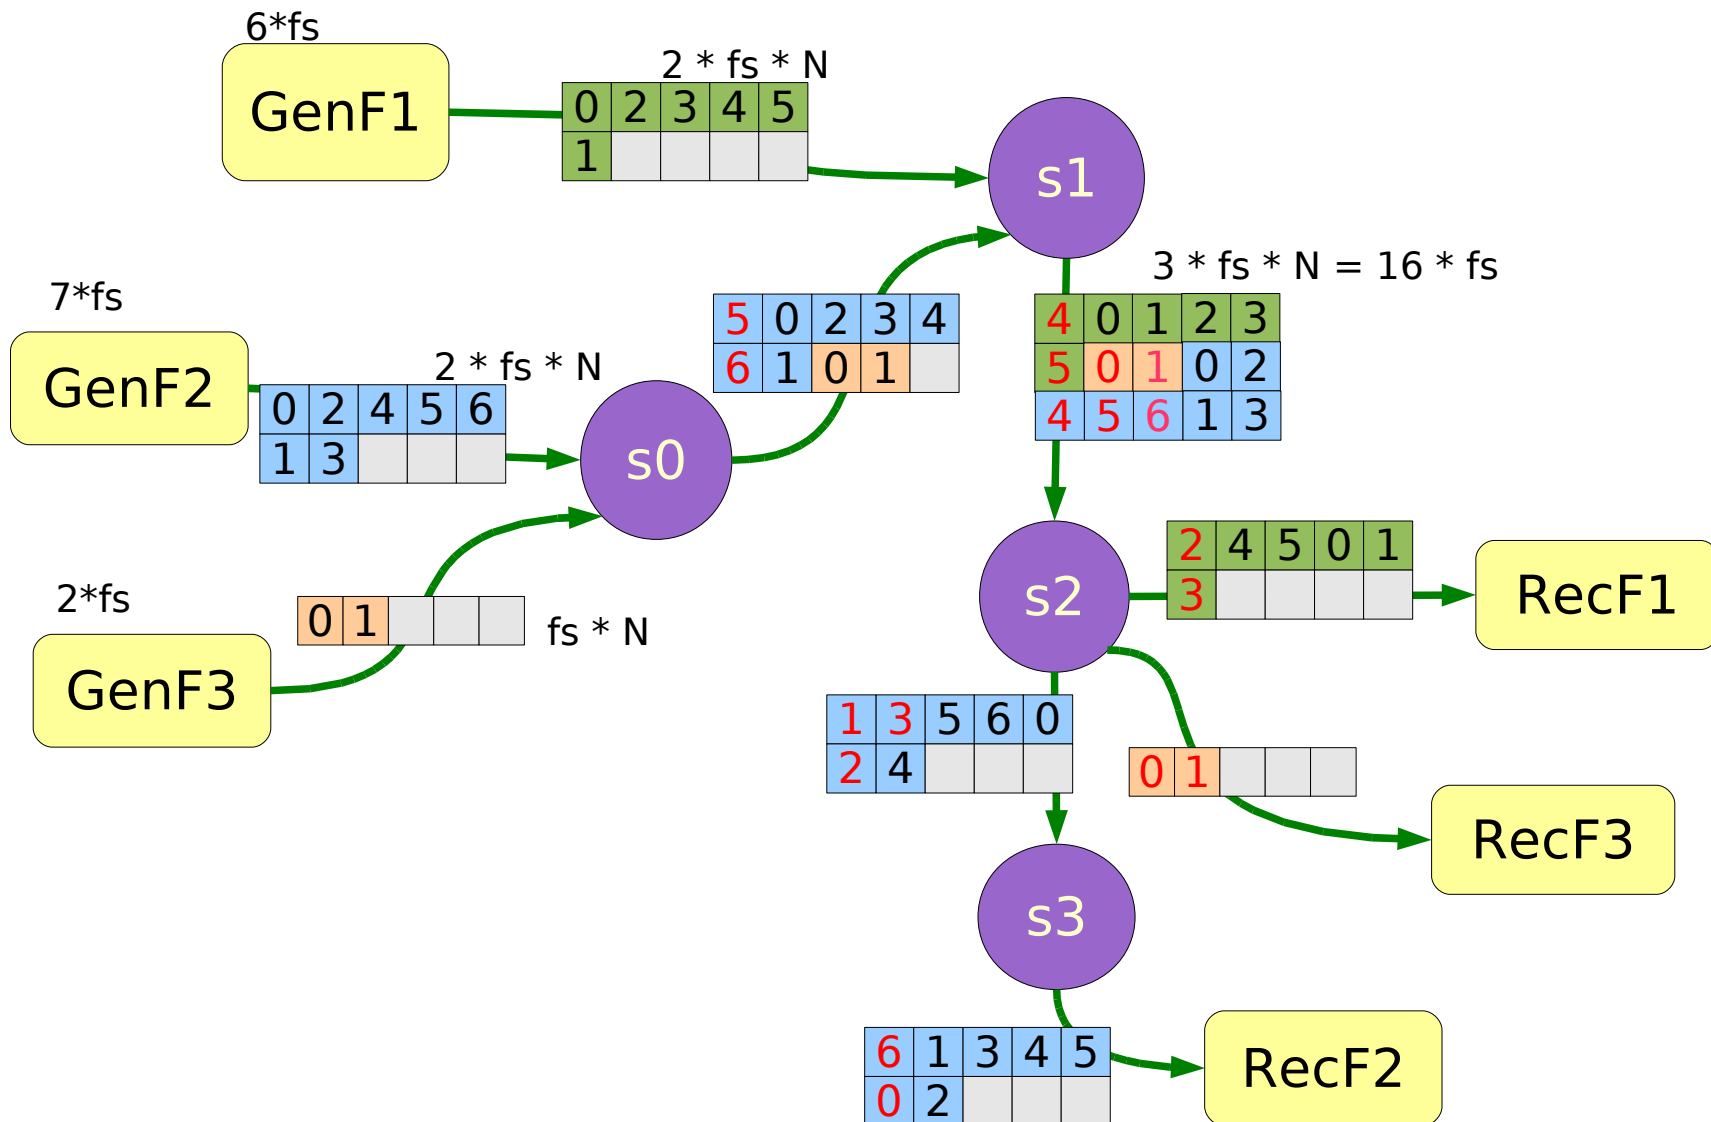 6*fs
GenF1
2 * fs * N
0 2 3 4 5
1
s1
7*fs
GenF2
2 * fs * N
0 2 4 5 6
1 3
s0
5 0 2 3 4
6 1 0 1
3 * fs * N = 16 * fs
4 0 1 2 3
5 0 1 0 2
4 5 6 1 3
2*fs
GenF3
0 1
fs * N
s2
2 4 5 0 1
3
RecF1
1 3 5 6 0
2 4
0 1
RecF3
s3
6 1 3 4 5
0 2
RecF2